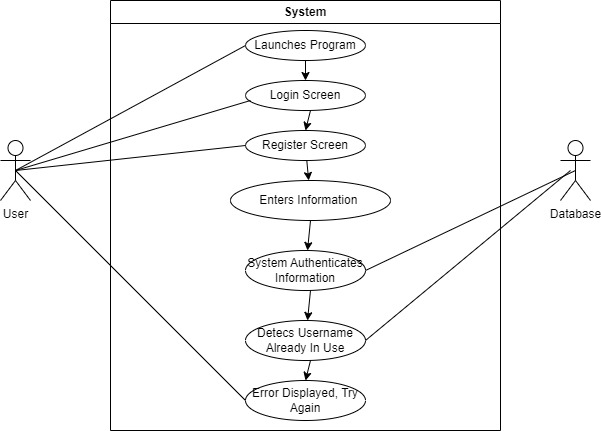 System
Launches Program
Login Screen
Register Screen
Enters Information
User
Database
System Authenticates
Information
Detecs Username
Already In Use
Error Displayed, Try
Again